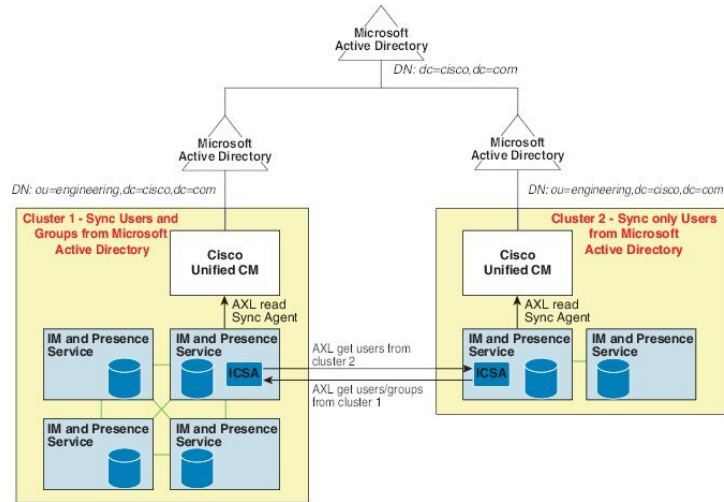 Microsoft
Active Directory
DN: dc=cisco,dc=com
Microsoft
Active Directory
Microsoft
Active Directory
DN: ou=engineering,dc=cisco,dc=com
DN: ou=engineering,dc=cisco,dc=com
Cluster 1 - Sync Users and
Groups from Microsoft
Active Directory
Cisco
Unified CM
AXL read
Sync Agent
IM and Presence
Service
IM and Presence
Service
ICSA
IM and Presence
Service
IM and Presence
Service
AXL get users from
cluster 2
AXL get users/groups
from cluster 1
Cluster 2 - Sync only Users
from Microsoft
Active Directory
Cisco
Unified CM
AXL read
Sync Agent
IM and Presence
Service
ICSA
IM and Presence
Service